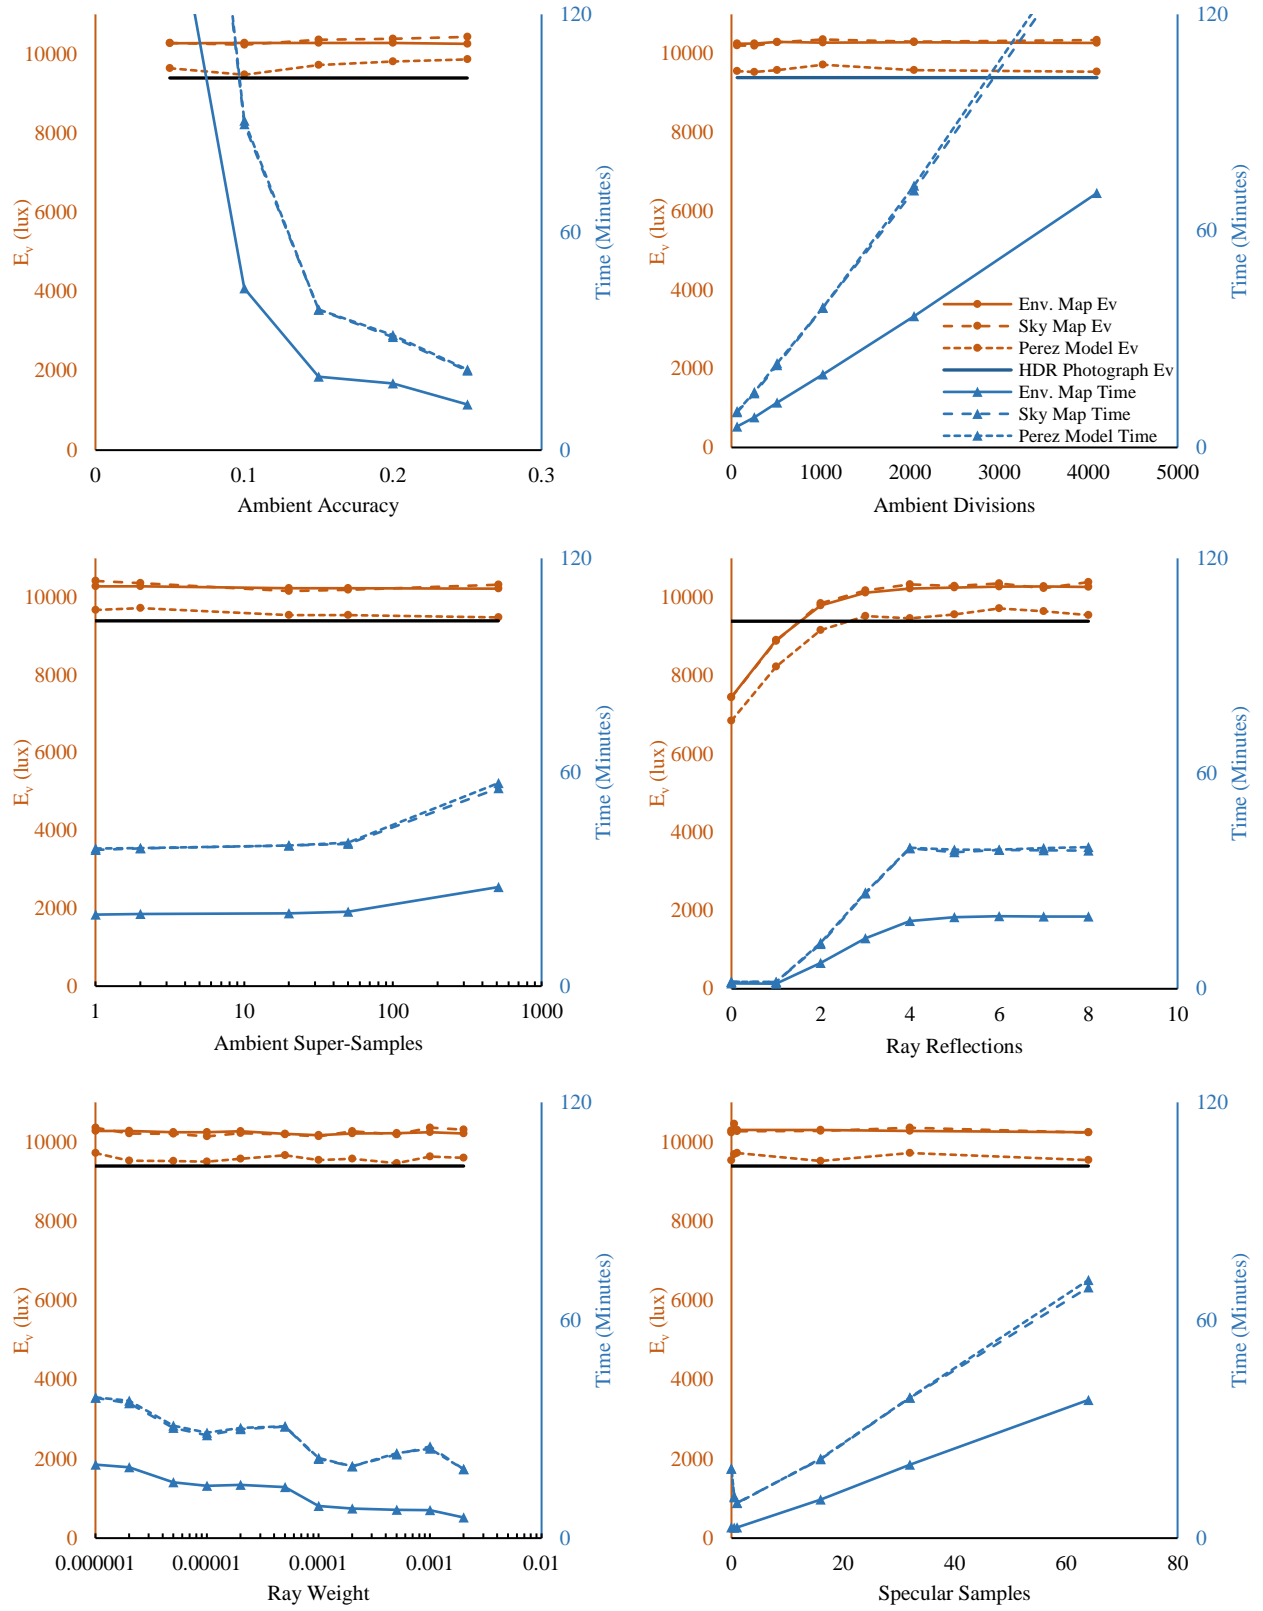 10000
8000
6000
4000
2000
0
Ev (lux)
120
60
0
Time (Minutes)
0 0.1 0.2 0.3
Ambient Accuracy
10000
8000
6000
4000
2000
0
Ev (lux)
120
60
0
Time (Minutes)
Env. Map Ev
Sky Map Ev
Perez Model Ev
HDR Photograph Ev
Env. Map Time
Sky Map Time
Perez Model Time
0 1000 2000 3000 4000 5000
Ambient Divisions
10000
8000
6000
4000
2000
0
Ev (lux)
120
60
0
Time (Minutes)
1 10 100 1000
Ambient Super-Samples
10000
8000
6000
4000
2000
0
Ev (lux)
120
60
0
Time (Minutes)
0 2 4 6 8 10
Ray Reflections
10000
8000
6000
4000
2000
0
Ev (lux)
120
60
0
Time (Minutes)
0.000001 0.00001 0.0001 0.001 0.01
Ray Weight
10000
8000
6000
4000
2000
0
Ev (lux)
120
60
0
Time (Minutes)
0 20 40 60 80
Specular Samples